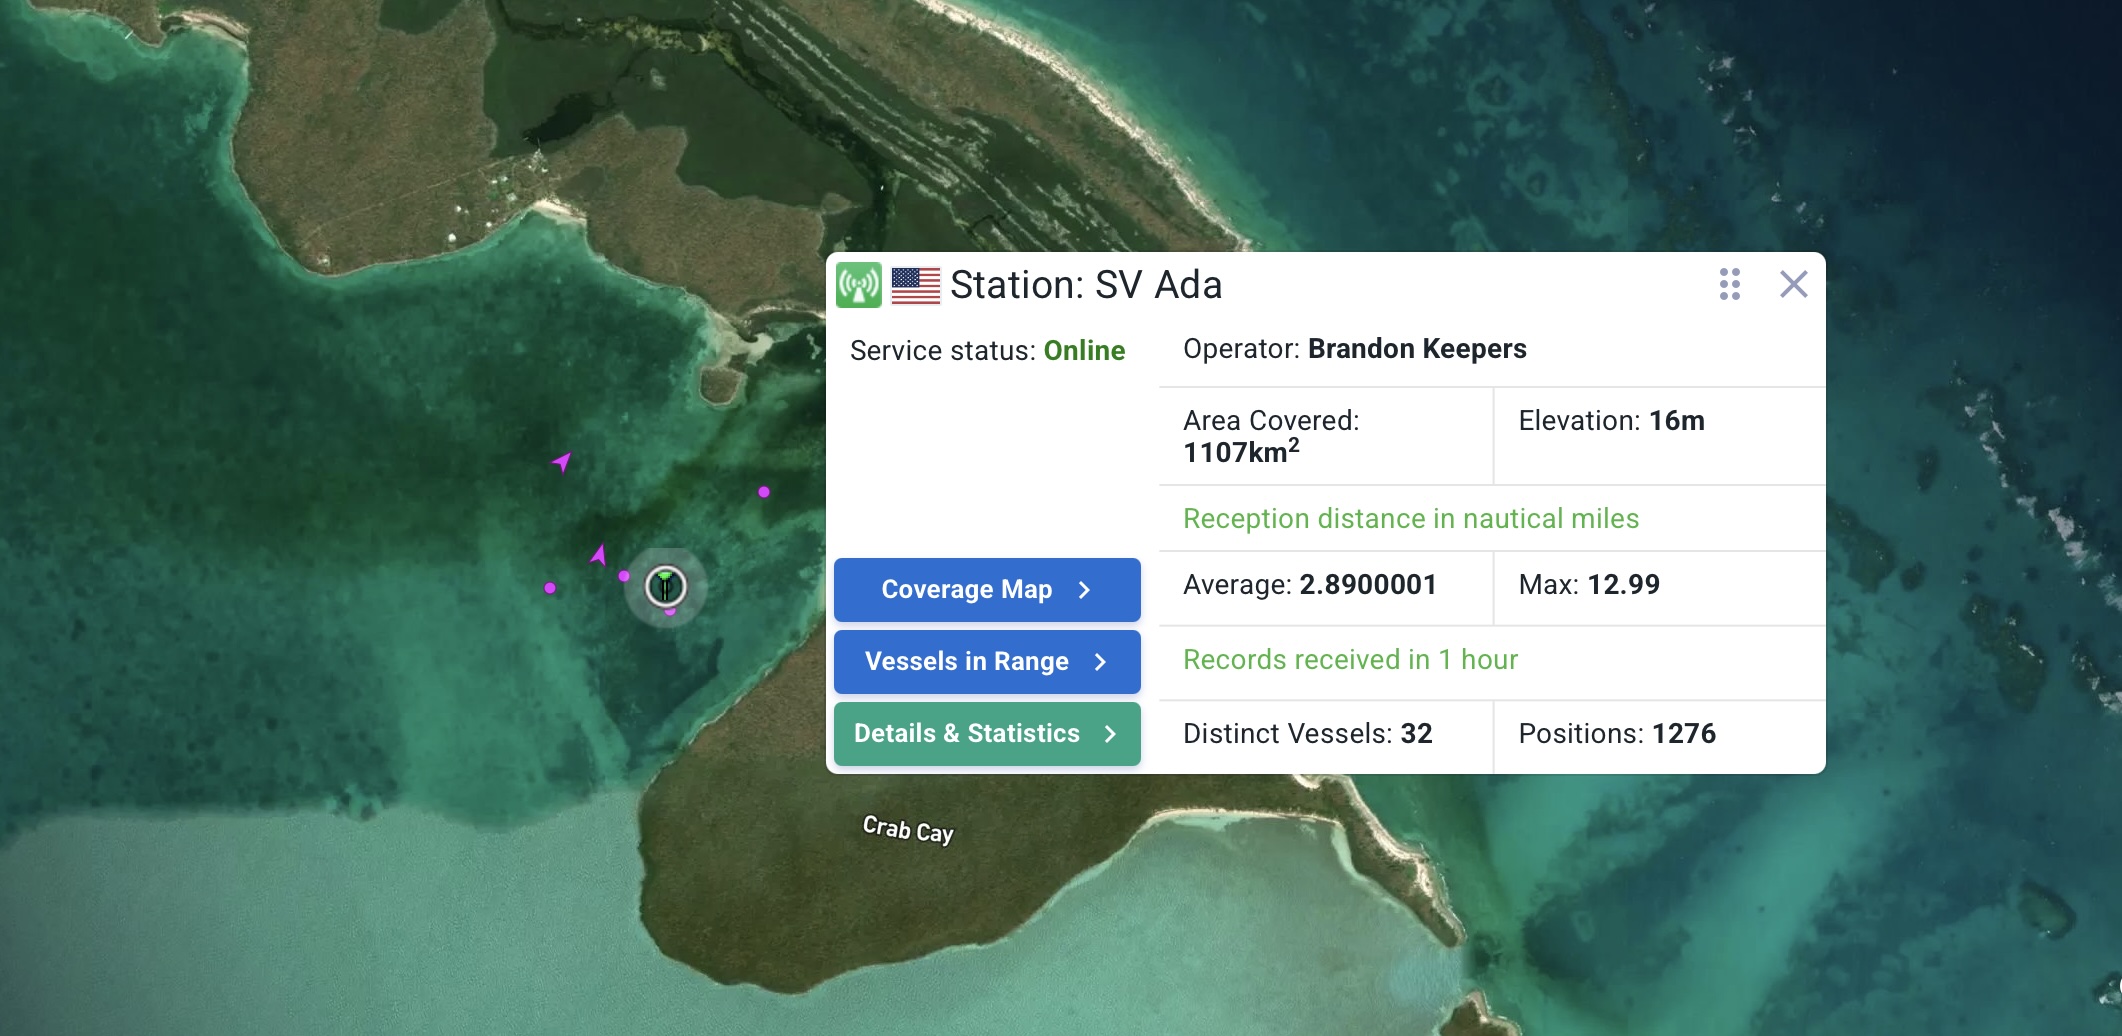 Station: SV Ada
Service status: Online
Operator: Brandon Keepers
Area Covered:
1107km²
Elevation: 16m
Reception distance in nautical miles
Average: 2.8900001
Max: 12.99
Records received in 1 hour
Distinct Vessels: 32
Positions: 1276
Coverage Map
Vessels in Range
Details & Statistics
Crab Cay